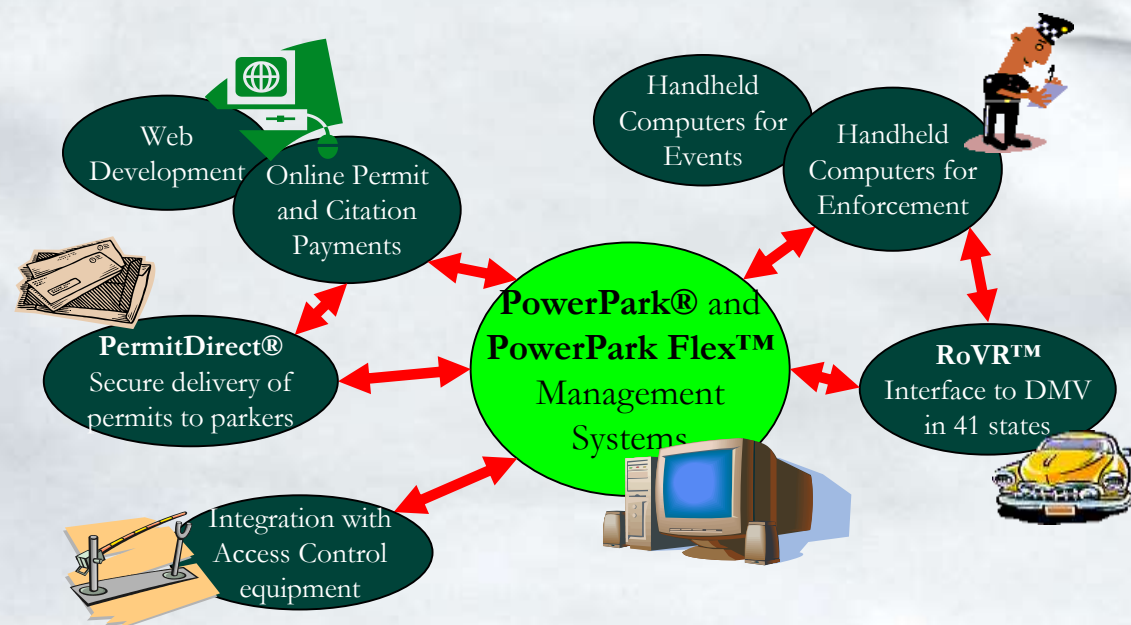 Web
Development
Online Permit
and Citation
Payments
Handheld
Computers for
Events
Handheld
Computers for
Enforcement
PermitDirect®
Secure delivery of
permits to parkers
PowerPark® and
PowerPark Flex™
Management
Systems
RoVR™
Interface to DMV
in 41 states
Integration with
Access Control
equipment